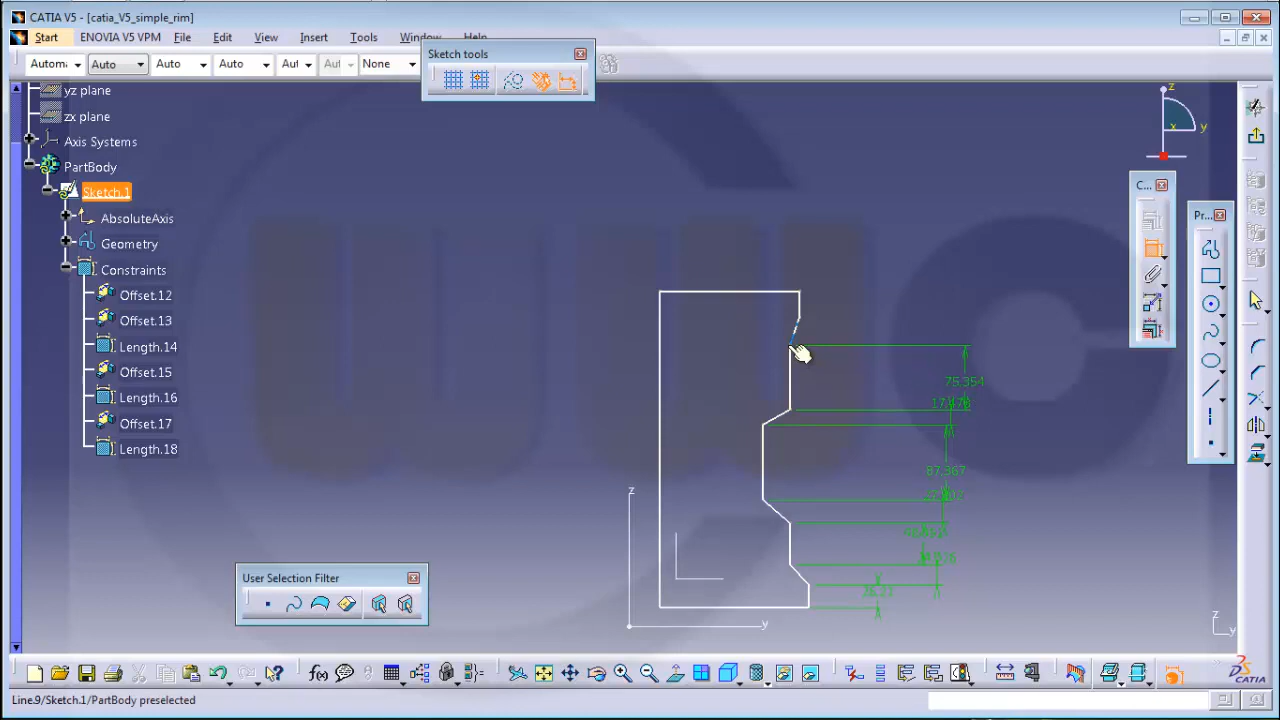 CATIA V5 - [catia_V5_simple_rim]
Start ENOVIA V5 VPM File Edit View Insert Tools Window Help
Sketch tools
Automa Auto Auto Auto Aut Aut None
yz plane
zx plane
Axis Systems
PartBody
Sketch.1
AbsoluteAxis
Geometry
Constraints
Offset.12
Offset.13
Length.14
Offset.15
Length.16
Offset.17
Length.18
z
x y
C...
Pr...
75.354
87.367
z
y
User Selection Filter
z
y
CATIA
Line.9/Sketch.1/PartBody preselected